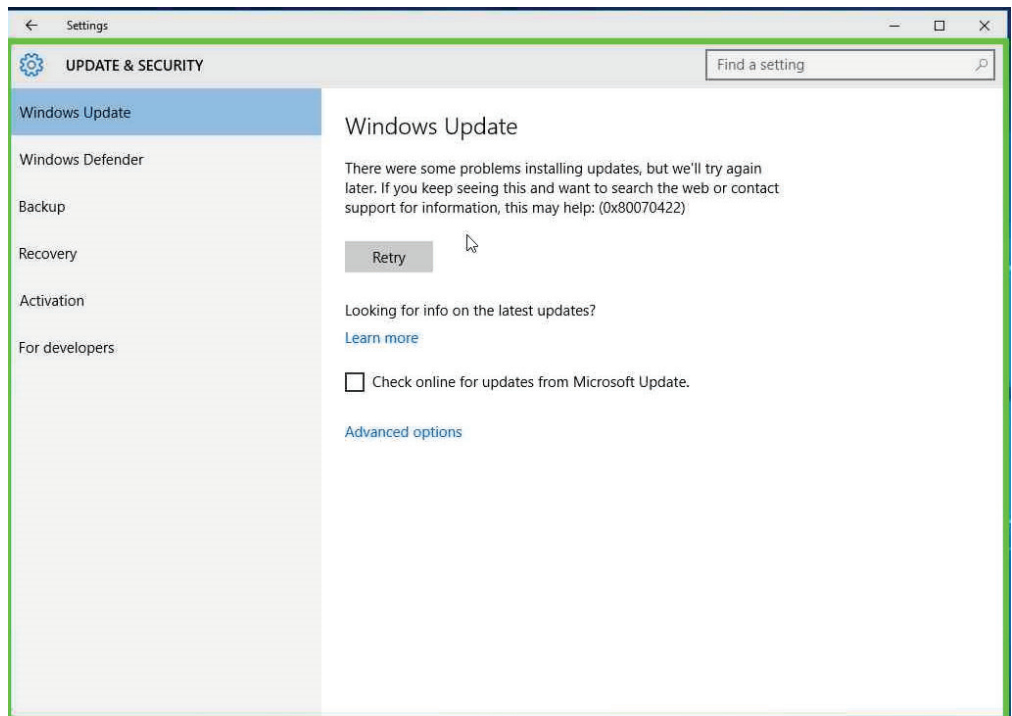 Settings
UPDATE & SECURITY
Find a setting
Windows Update
Windows Defender
Backup
Recovery
Activation
For developers
Windows Update
There were some problems installing updates, but we'll try again
later. If you keep seeing this and want to search the web or contact
support for information, this may help: (0x80070422)
Retry
Looking for info on the latest updates?
Learn more
Check online for updates from Microsoft Update.
Advanced options